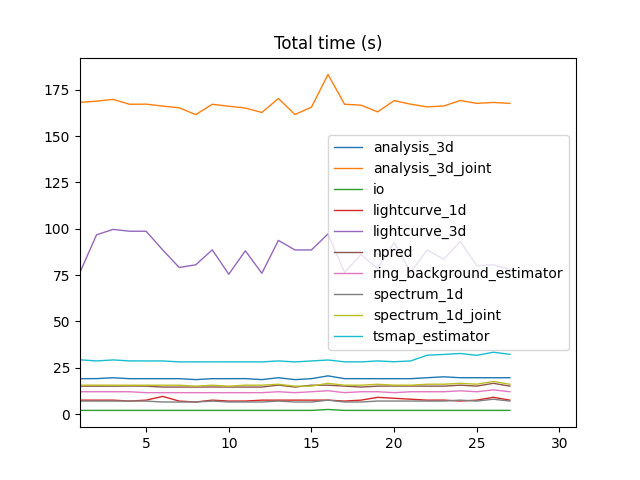 Total time (s)
175
150
125
100
75
50
25
0
5
10
15
20
25
30
analysis_3d
analysis_3d_joint
io
lightcurve_1d
lightcurve_3d
npred
ring_background_estimator
spectrum_1d
spectrum_1d_joint
tsmap_estimator